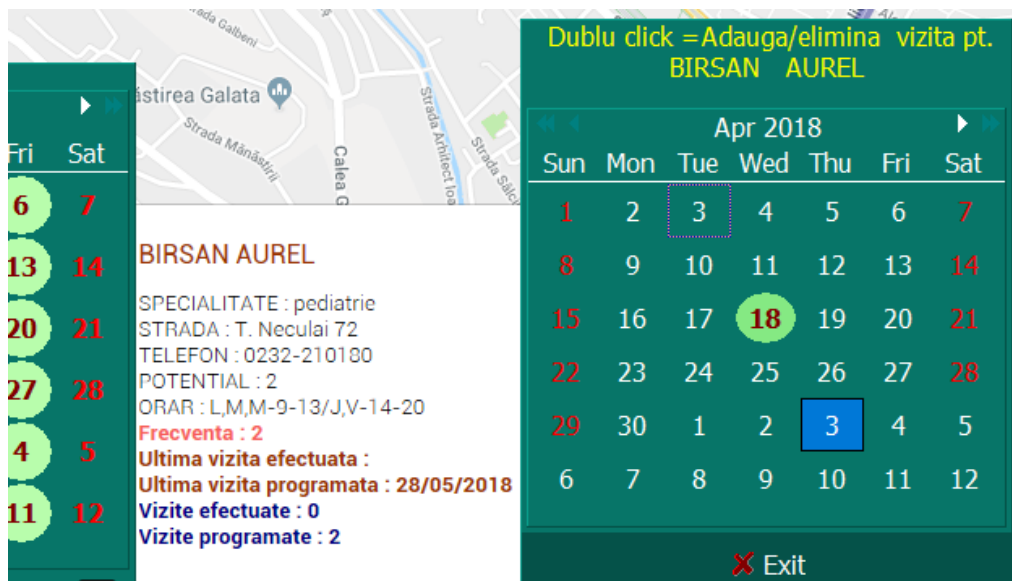 Strada Galbeni
ăstirea Galata
Strada Mănăstirii
Calea G
Strada Arhitect Ioa
Strada Sălci
Fri Sat
6 7
13 14
20 21
27 28
4 5
11 12
BIRSAN AUREL
SPECIALITATE : pediatrie
STRADA : T. Neculai 72
TELEFON : 0232-210180
POTENTIAL : 2
ORAR : L,M,M-9-13/J,V-14-20
Frecventa : 2
Ultima vizita efectuata :
Ultima vizita programata : 28/05/2018
Vizite efectuate : 0
Vizite programate : 2
Dublu click =Adauga/elimina vizita pt.
BIRSAN AUREL
Apr 2018
Sun Mon Tue Wed Thu Fri Sat
1 2 3 4 5 6 7
8 9 10 11 12 13 14
15 16 17 18 19 20 21
22 23 24 25 26 27 28
29 30 1 2 3 4 5
6 7 8 9 10 11 12
Exit